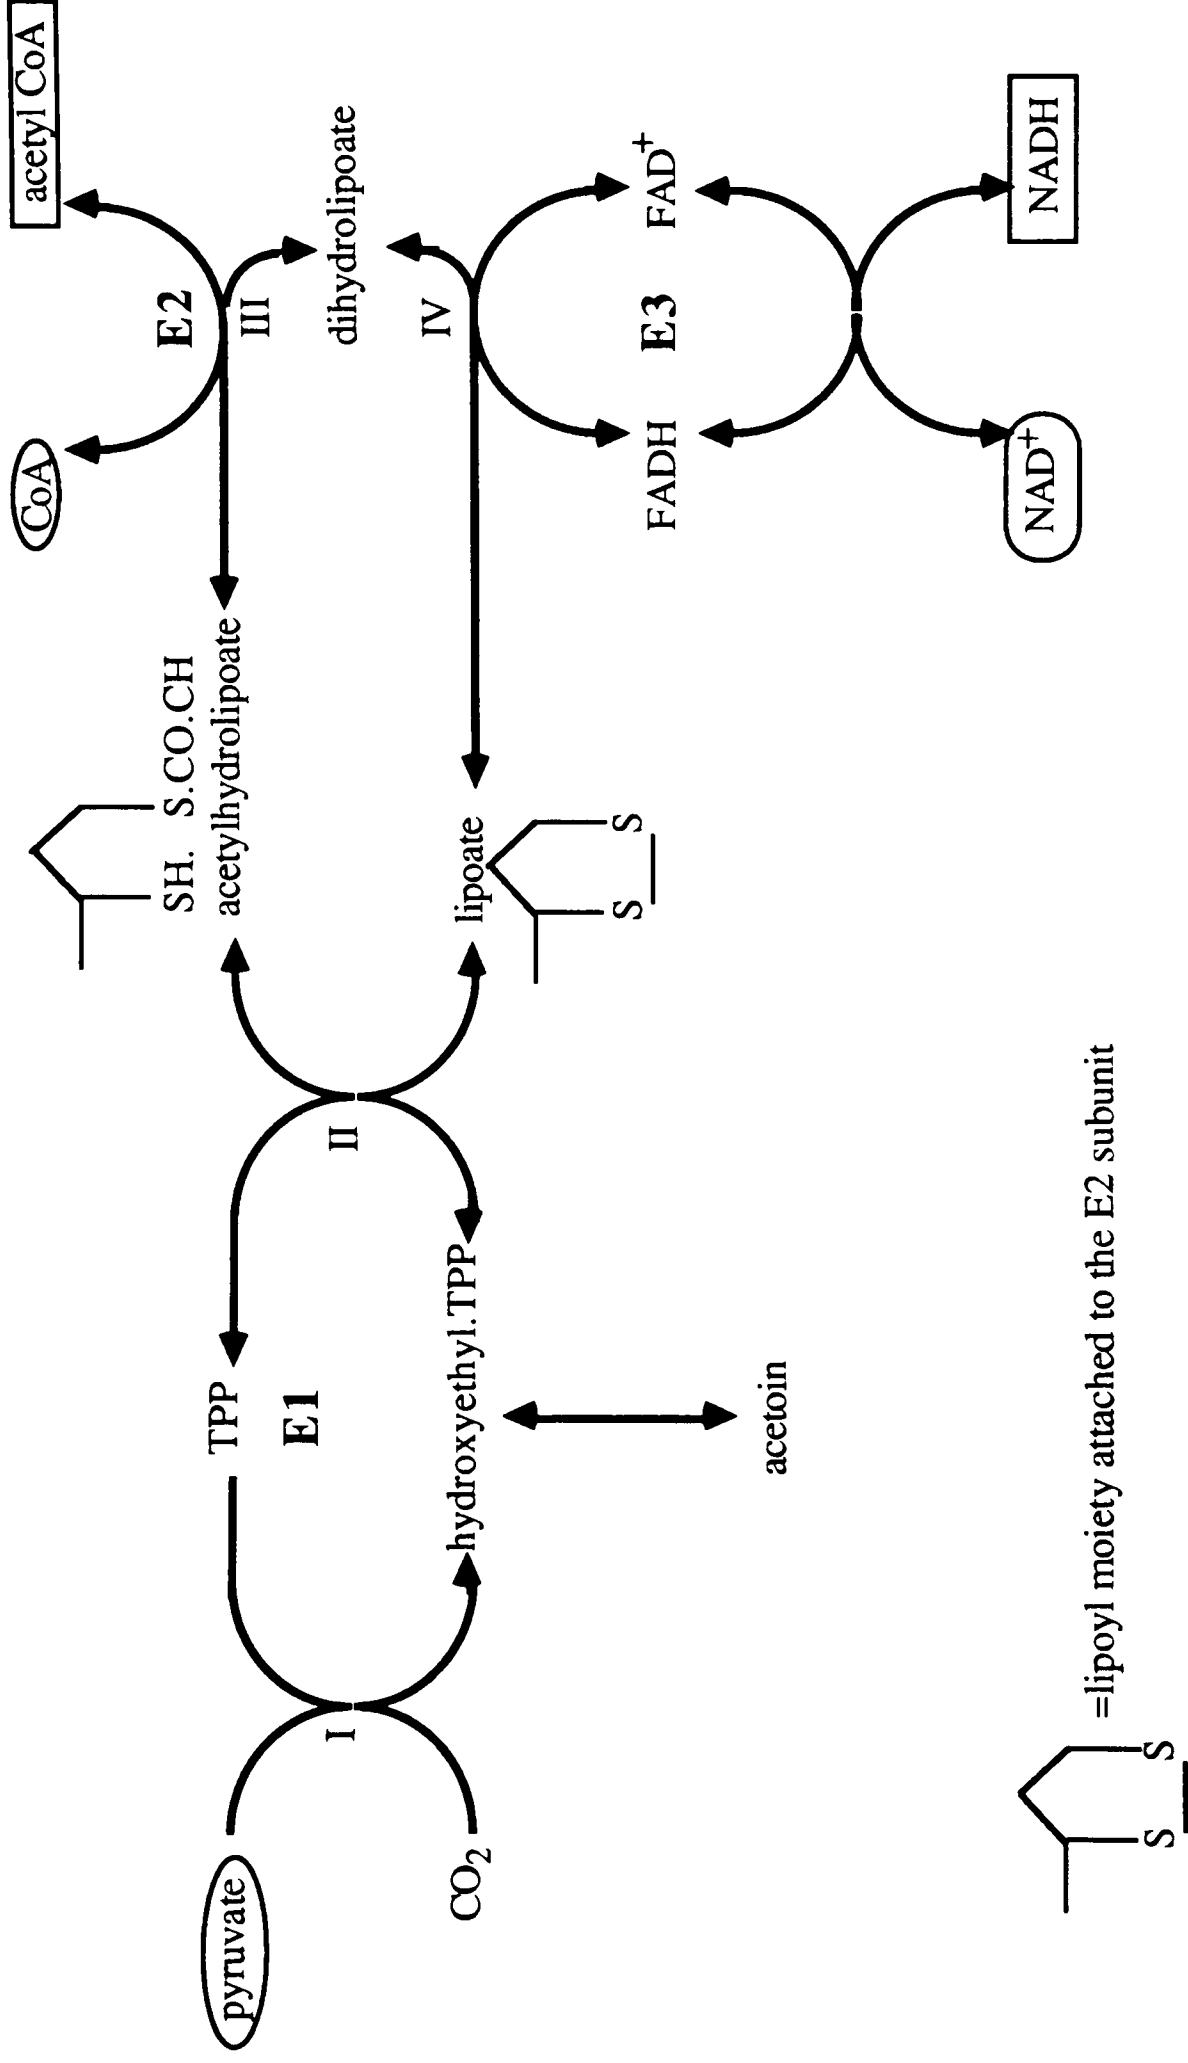 CoA
acetyl CoA
E2
SH. S.CO.CH
pyruvate
TPP
acetylhydrolipoate
III
E1
I
II
dihydrolipoate
IV
CO2
hydroxyethyl.TPP
lipoate
S S
FADH
E3
FAD+
acetoin
NAD+
NADH
=lipoyl moiety attached to the E2 subunit
S S